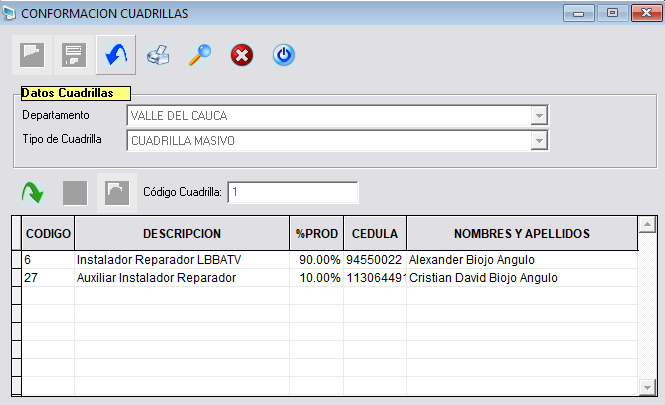 CONFORMACION CUADRILLAS
Datos Cuadrillas
Departamento VALLE DEL CAUCA
Tipo de Cuadrilla CUADRILLA MASIVO
Código Cuadrilla: 1
CODIGO DESCRIPCION %PROD CEDULA NOMBRES Y APELLIDOS
6 Instalador Reparador LBBATV 90.00% 94550022 Alexander Biojo Angulo
27 Auxiliar Instalador Reparador 10.00% 113064491 Cristian David Biojo Angulo